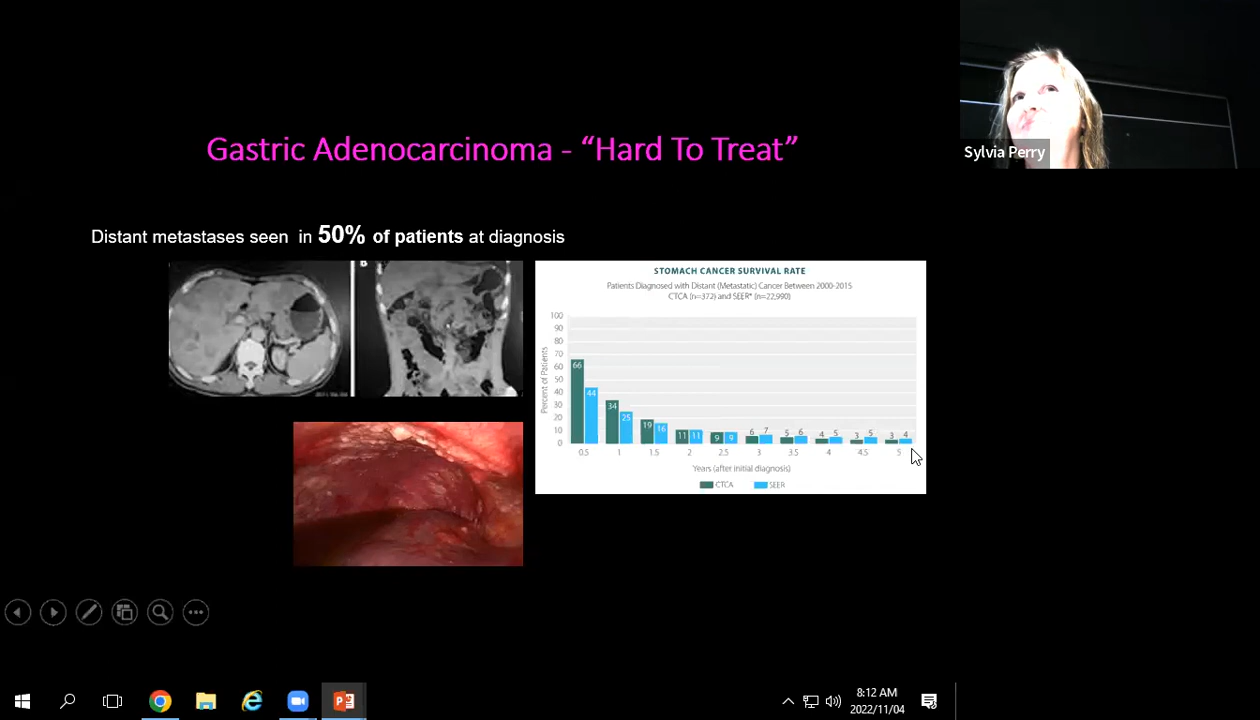 Gastric Adenocarcinoma - “Hard To Treat”
Sylvia Perry
Distant metastases seen in 50% of patients at diagnosis
B
STOMACH CANCER SURVIVAL RATE
Patients Diagnosed with Distant (Metastatic) Cancer Between 2000-2015
CTCA (n=372) and SEER* (n=22,990)
Percent of Patients
100
90
80
70
60
50
40
30
20
10
0
66 44 34 25 19 16 11 11 9 9 6 7 5 6 4 5 3 5 3 4
0.5 1 1.5 2 2.5 3 3.5 4 4.5 5
Years (after initial diagnosis)
CTCA SEER
8:12 AM
2022/11/04